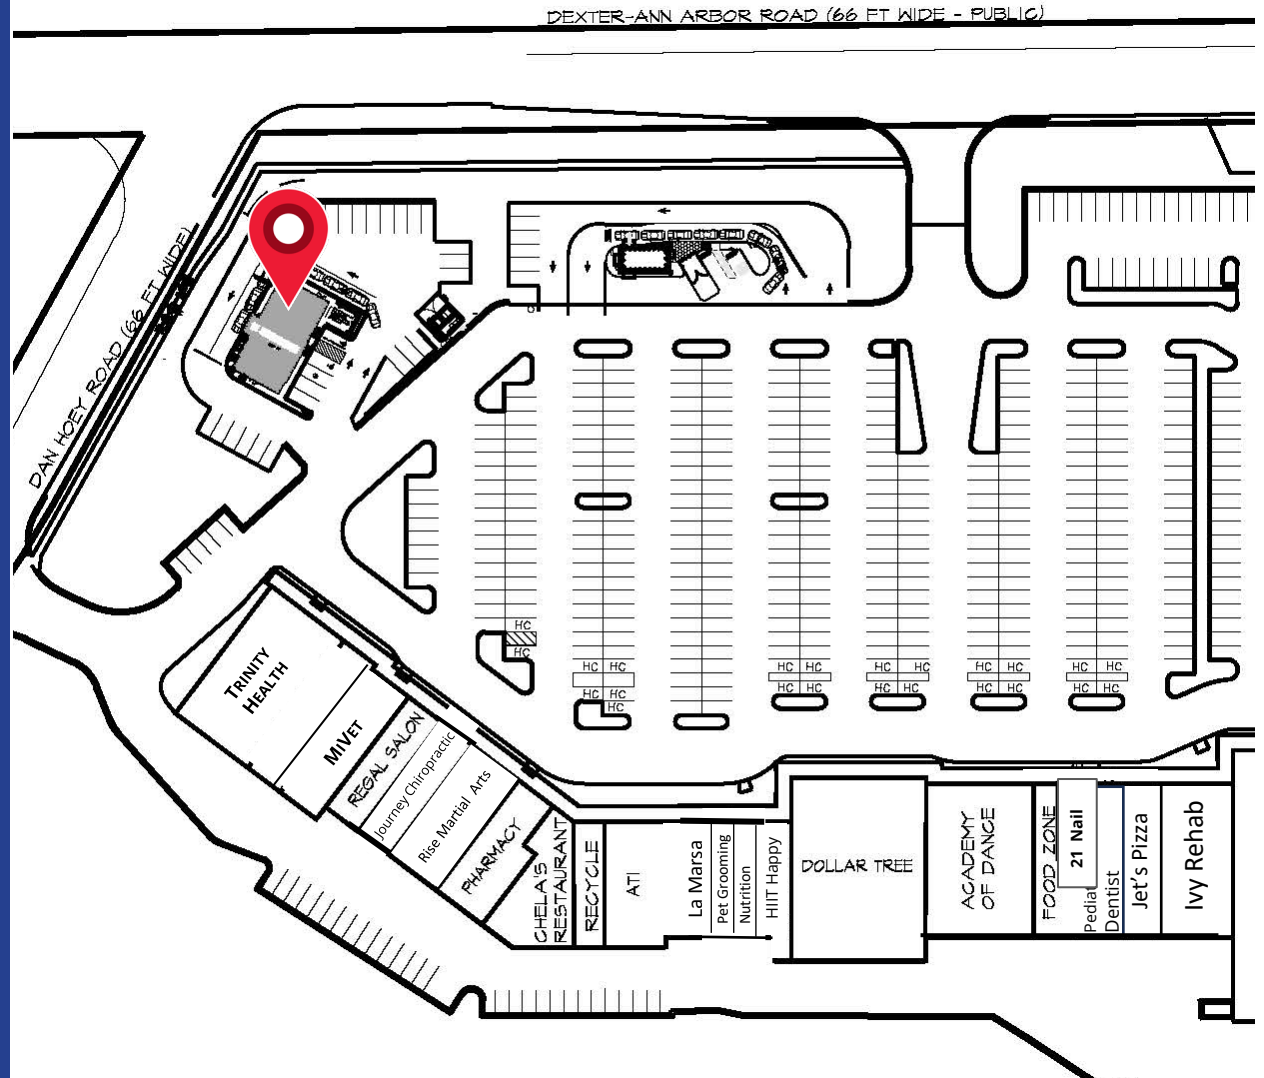 DEXTER-ANN ARBOR ROAD (66 FT WIDE - PUBLIC)
DAN HOEY ROAD (66 FT WIDE)
HC
HC
HC HC
HC HC
HC
HC HC
HC HC
HC HC
HC HC
HC HC
HC HC
HC HC
HC HC
TRINITY
HEALTH
MIVET
REGAL SALON
Journey Chiropractic
Rise Martial Arts
PHARMACY
CHELA'S
RESTAURANT
RECYCLE
ATI
La Marsa
Pet Grooming
Nutrition
HIIT Happy
DOLLAR TREE
ACADEMY
OF DANCE
FOOD ZONE
21 Nail
Pediat
Dentist
Jet's Pizza
Ivy Rehab